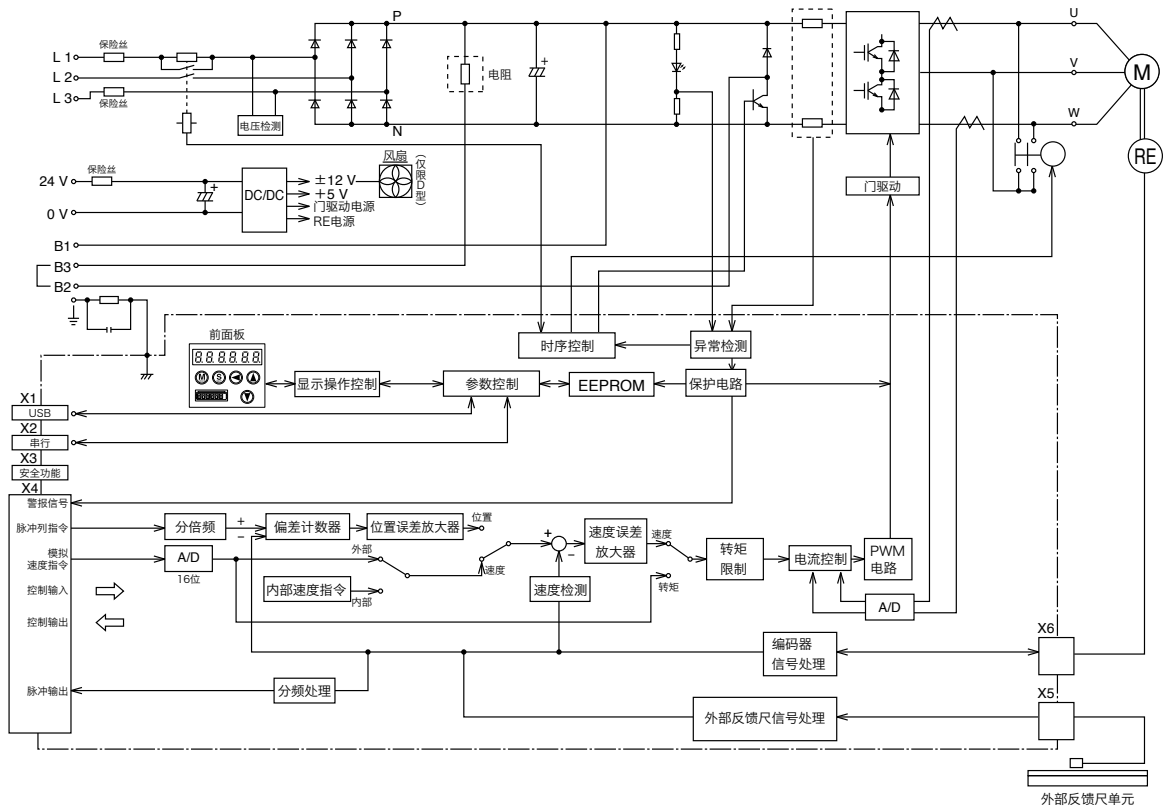 P
U
保险丝
L 1
L 2
L 3
保险丝
电压检测
电阻
+
N
V
W
M
RE
风扇
(仅限D型)
保险丝
24 V
0 V
+
DC/DC
±12 V
+5 V
门驱动电源
RE电源
门驱动
B1
B3
B2
前面板
8.8.8.8.8.8
M
S
时序控制
异常检测
显示操作控制
参数控制
EEPROM
保护电路
X1
USB
X2
串行
X3
安全功能
X4
警报信号
脉冲列指令
分倍频
+
−
偏差计数器
位置误差放大器
位置
模拟
速度指令
A/D
16位
外部
内部速度指令
内部
速度
+
−
速度误差
放大器
速度
速度检测
转矩
转矩
限制
电流控制
PWM
电路
A/D
控制输入
控制输出
编码器
信号处理
X6
脉冲输出
分频处理
外部反馈尺信号处理
X5
外部反馈尺单元